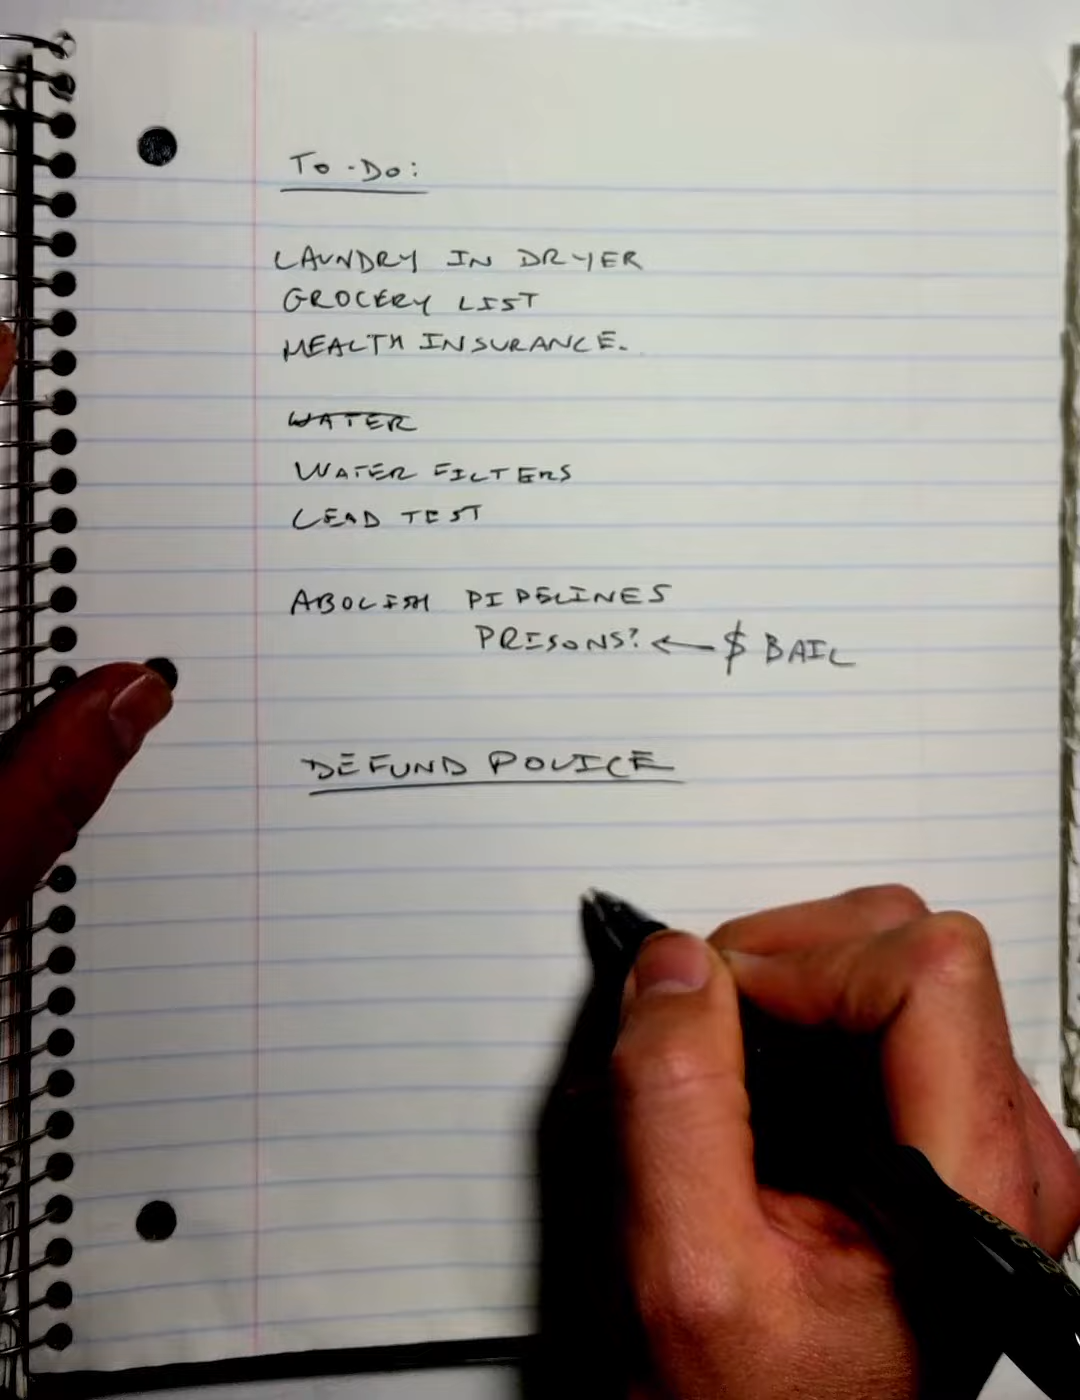 To-Do:
LAUNDRY IN DRYER
GROCERY LIST
HEALTH INSURANCE.
WATER
WATER FILTERS
LEAD TEST
ABOLISH PIPELINES
PRISONS? ← $ BAIL
DEFUND POLICE